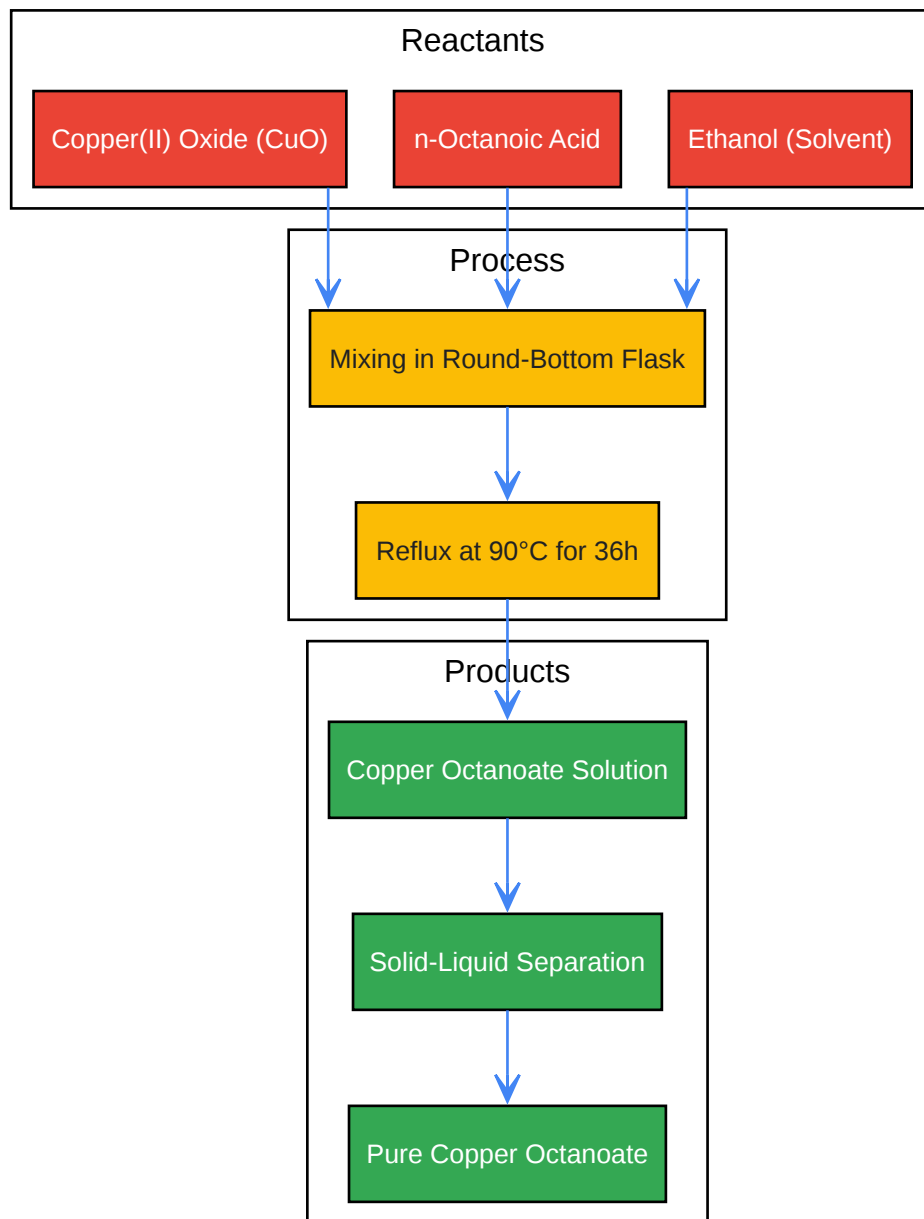 Reactants
Copper(II) Oxide (CuO)
n-Octanoic Acid
Ethanol (Solvent)
Process
Mixing in Round-Bottom Flask
Reflux at 90°C for 36h
Products
Copper Octanoate Solution
Solid-Liquid Separation
Pure Copper Octanoate